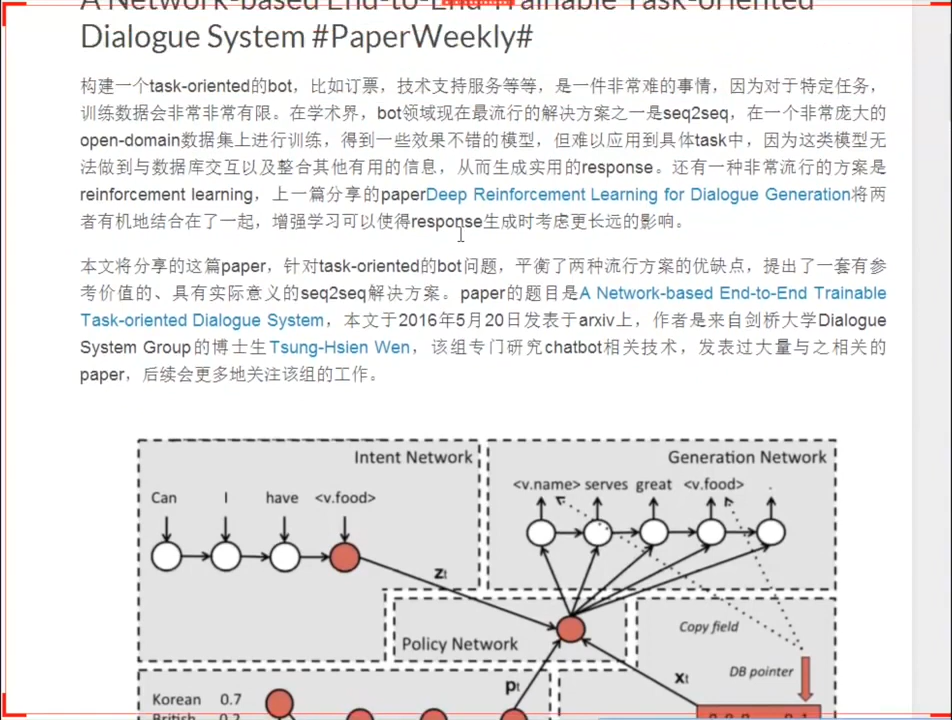 A Network-based End-to-End Trainable Task-oriented
Dialogue System #PaperWeekly#
构建一个task-oriented的bot，比如订票，技术支持服务等等，是一件非常难的事情，因为对于特定任务，
训练数据会非常非常有限。在学术界，bot领域现在最流行的解决方案之一是seq2seq，在一个非常庞大的
open-domain数据集上进行训练，得到一些效果不错的模型，但难以应用到具体task中，因为这类模型无
法做到与数据库交互以及整合其他有用的信息，从而生成实用的response。还有一种非常流行的方案是
reinforcement learning，上一篇分享的paperDeep Reinforcement Learning for Dialogue Generation将两
者有机地结合在了一起，增强学习可以使得response生成时考虑更长远的影响。
本文将分享的这篇paper，针对task-oriented的bot问题，平衡了两种流行方案的优缺点，提出了一套有参
考价值的、具有实际意义的seq2seq解决方案。paper的题目是A Network-based End-to-End Trainable
Task-oriented Dialogue System，本文于2016年5月20日发表于arxiv上，作者是来自剑桥大学Dialogue
System Group的博士生Tsung-Hsien Wen，该组专门研究chatbot相关技术，发表过大量与之相关的
paper，后续会更多地关注该组的工作。
Intent Network
Can I have <v.food>
Generation Network
<v.name> serves great <v.food> .
zt
Policy Network
Copy field
DB pointer
pt
xt
Korean 0.7
British 0.2